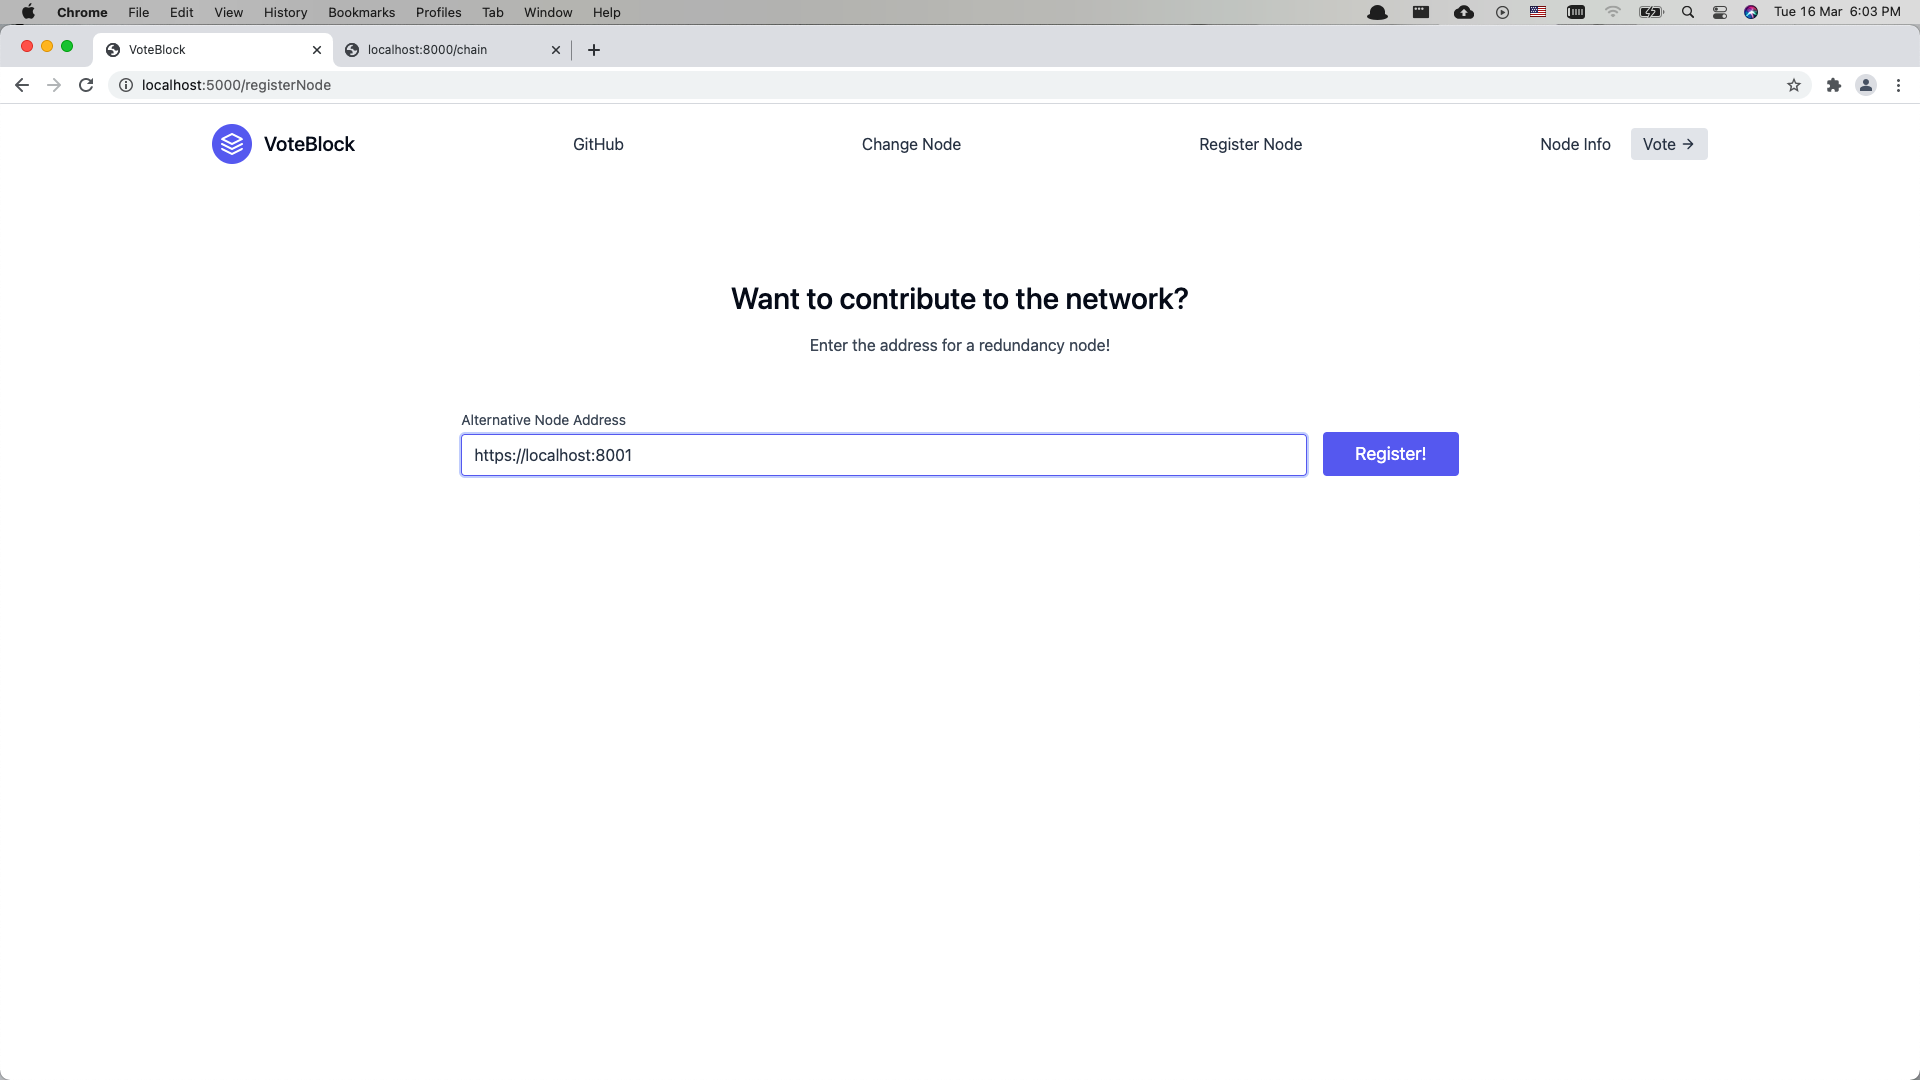 Chrome File Edit View History Bookmarks Profiles Tab Window Help Tue 16 Mar 6:03 PM
VoteBlock localhost:8000/chain
localhost:5000/registerNode
VoteBlock GitHub Change Node Register Node Node Info Vote →
Want to contribute to the network?
Enter the address for a redundancy node!
Alternative Node Address
https://localhost:8001 Register!